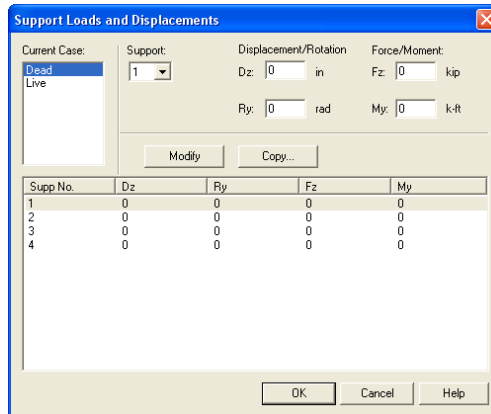 Support Loads and Displacements
Current Case:
Dead
Live
Support:
1
Displacement/Rotation
Dz: 0 in
Ry: 0 rad
Force/Moment
Fz: 0 kip
My: 0 k-ft
Modify Copy...
Supp No. Dz Ry Fz My
1 0 0 0 0
2 0 0 0 0
3 0 0 0 0
4 0 0 0 0
OK Cancel Help